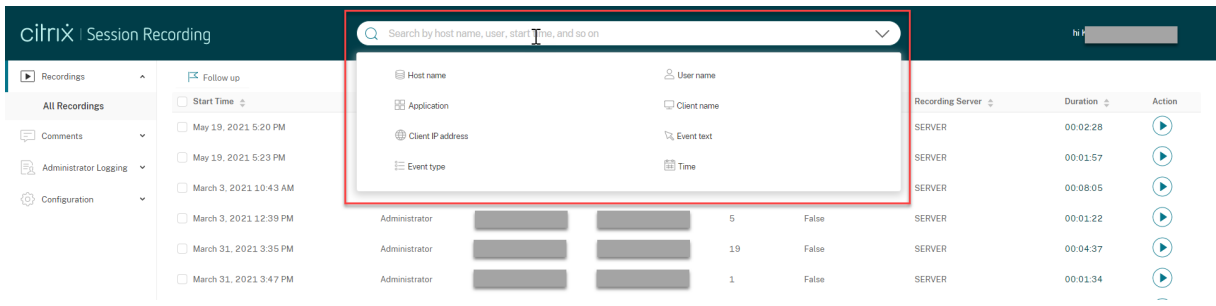 citrix | Session Recording
Search by host name, user, start time, and so on
hi
Recordings
Follow up
Host name
User name
All Recordings
Start Time
Application
Client name
Recording Server
Duration
Action
Comments
May 19, 2021 5:20 PM
Client IP address
Event text
SERVER
00:02:28
Administrator Logging
May 19, 2021 5:23 PM
Event type
Time
SERVER
00:01:57
Configuration
March 3, 2021 10:43 AM
SERVER
00:08:05
March 3, 2021 12:39 PM
Administrator
5
False
SERVER
00:01:22
March 31, 2021 3:35 PM
Administrator
19
False
SERVER
00:04:37
March 31, 2021 3:47 PM
Administrator
1
False
SERVER
00:01:34